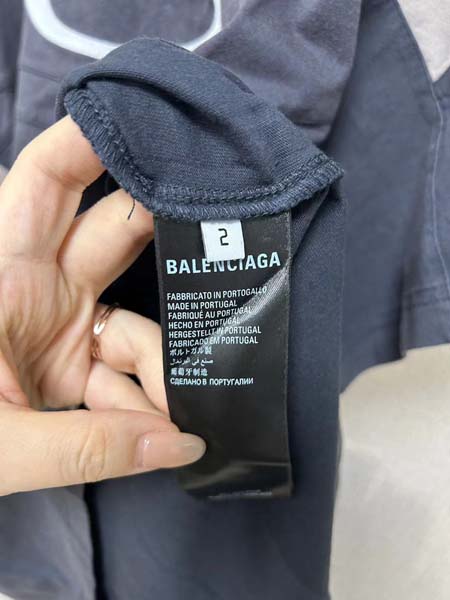 2
BALENCIAGA
FABBRICATO IN PORTOGALLO
MADE IN PORTUGAL
FABRIQUÉ AU PORTUGAL
HECHO EN PORTUGAL
HERGESTELLT IN PORTUGAL
FABRICADO EM PORTUGAL
ポルトガル製
صنع في البرتغال
葡萄牙制造
СДЕЛАНО В ПОРТУГАЛИИ